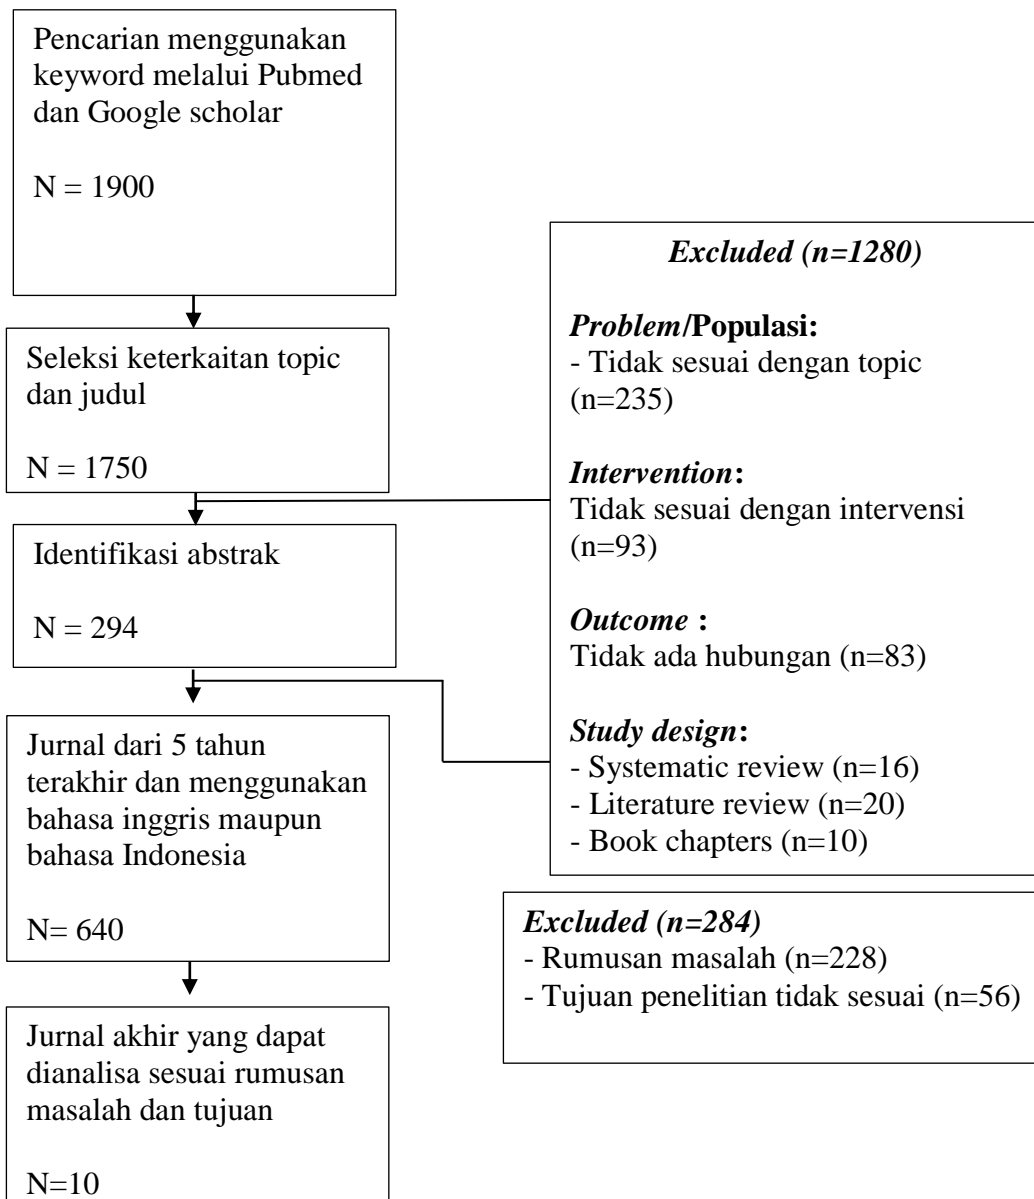 Pencarian menggunakan
keyword melalui Pubmed
dan Google scholar
N = 1900
Seleksi keterkaitan topic
dan judul
N = 1750
Identifikasi abstrak
N = 294
Jurnal dari 5 tahun
terakhir dan menggunakan
bahasa inggris maupun
bahasa Indonesia
N= 640
Jurnal akhir yang dapat
dianalisa sesuai rumusan
masalah dan tujuan
N=10
Excluded (n=1280)
Problem/Populasi:
- Tidak sesuai dengan topic
(n=235)
Intervention:
Tidak sesuai dengan intervensi
(n=93)
Outcome :
Tidak ada hubungan (n=83)
Study design:
- Systematic review (n=16)
- Literature review (n=20)
- Book chapters (n=10)
Excluded (n=284)
- Rumusan masalah (n=228)
- Tujuan penelitian tidak sesuai (n=56)